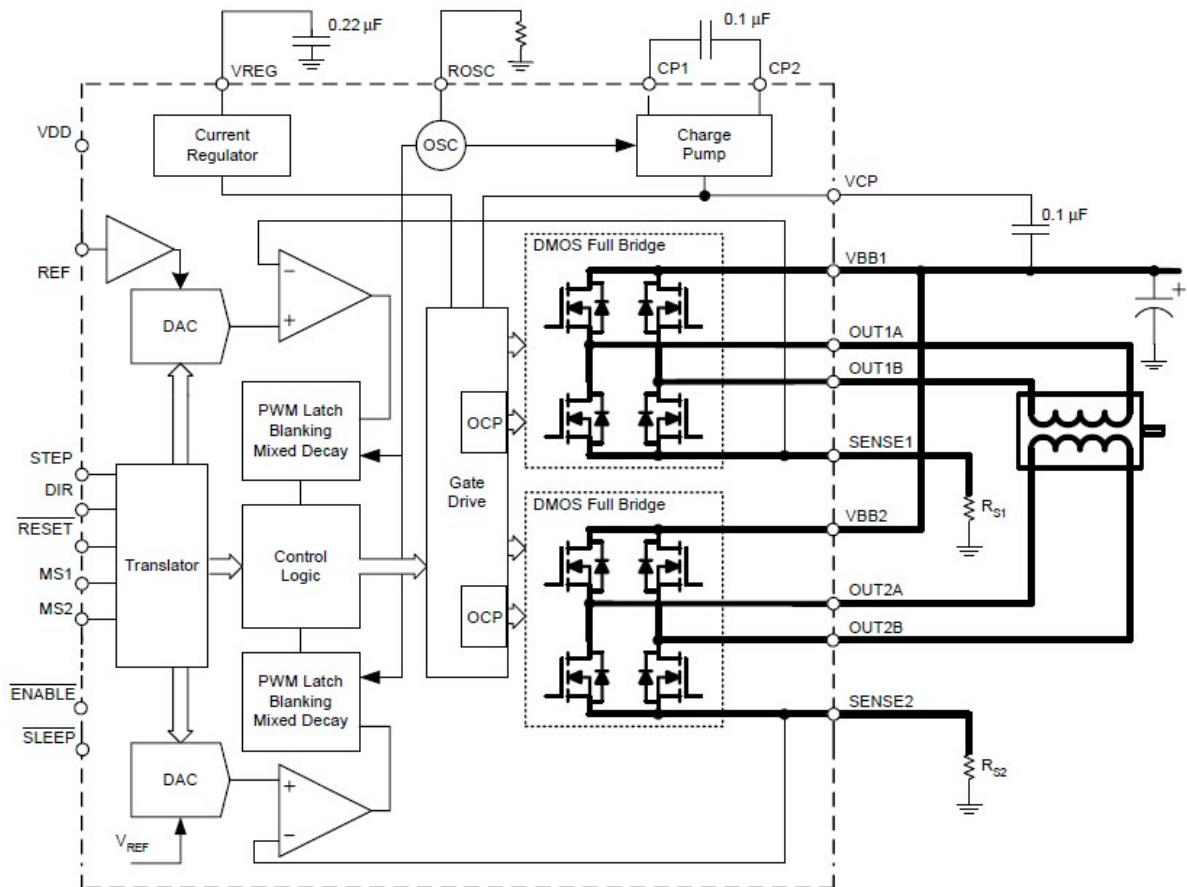 0.22 μF
0.1 μF
VREG
ROSC
CP1
CP2
VDD
Current
Regulator
OSC
Charge
Pump
VCP
0.1 μF
REF
DMOS Full Bridge
VBB1
+
DAC
-
+
OUT1A
OUT1B
PWM Latch
Blanking
Mixed Decay
OCP
SENSE1
STEP
DIR
RESET
MS1
MS2
Translator
Control
Logic
Gate
Drive
DMOS Full Bridge
RS1
VBB2
OUT2A
OCP
OUT2B
PWM Latch
Blanking
Mixed Decay
ENABLE
SLEEP
SENSE2
DAC
+
-
RS2
VREF